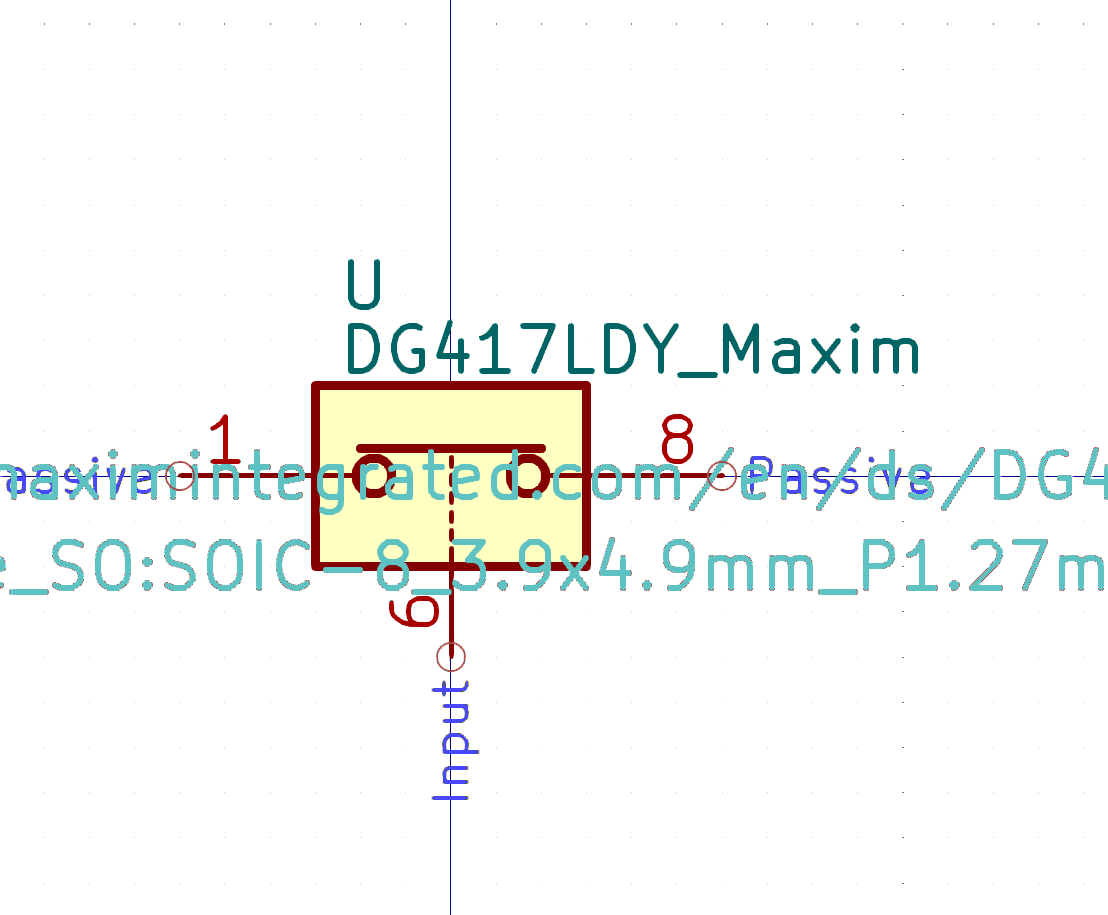 U
DG417LDY_Maxim
1
8
maximintegrated.com/en/ds/DG4
Passive
_SO:SOIC-8_3.9x4.9mm_P1.27m
6
Input